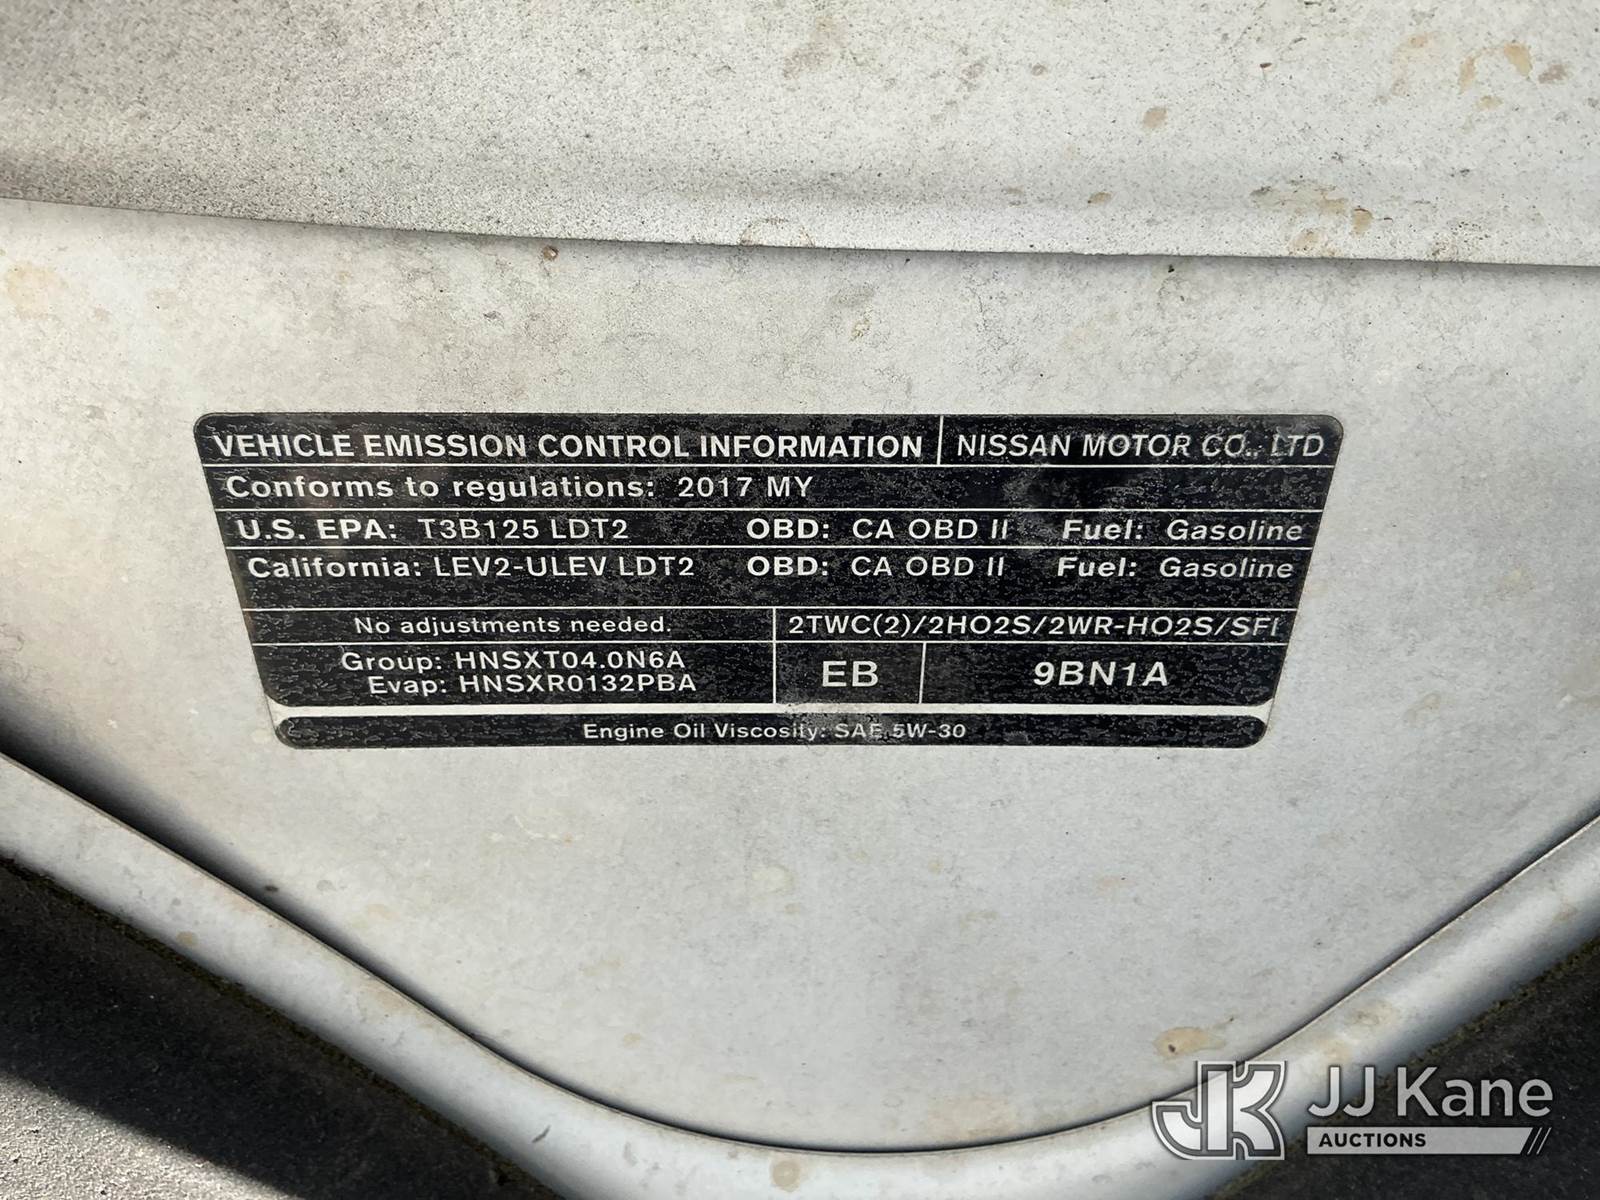 VEHICLE EMISSION CONTROL INFORMATION NISSAN MOTOR CO., LTD
Conforms to regulations: 2017 MY
U.S. EPA: T3B125 LDT2 OBD: CA OBD II Fuel: Gasoline
California: LEV2-ULEV LDT2 OBD: CA OBD II Fuel: Gasoline
No adjustments needed. 2TWC(2)/2HO2S/2WR-HO2S/SFI
Group: HNSXT04.0N6A
Evap: HNSXR0132PBA
EB 9BN1A
Engine Oil Viscosity: SAE 5W-30
JK JJ Kane
AUCTIONS